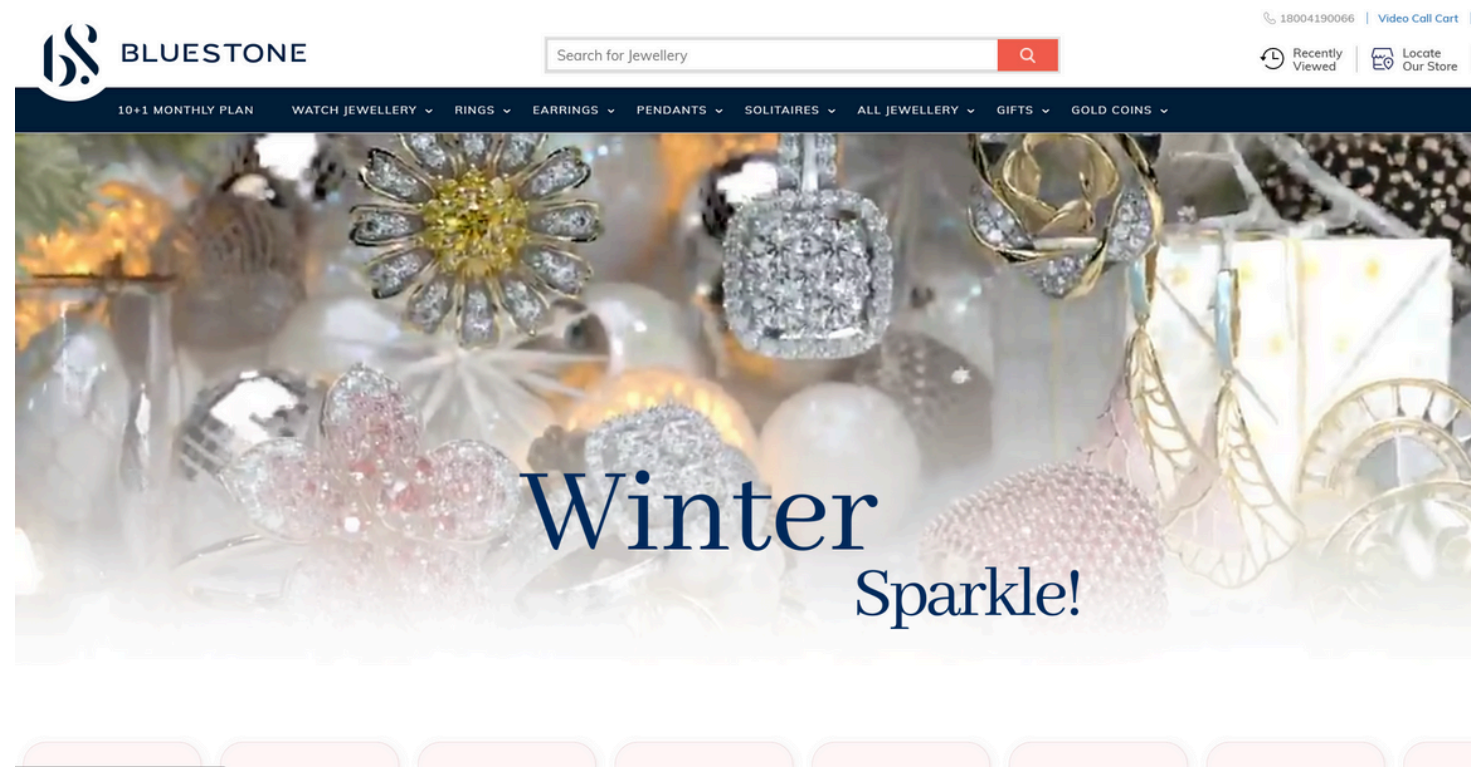 18004190066 | Video Call Cart
BLUESTONE
Search for Jewellery
Recently
Viewed
Locate
Our Store
10+1 MONTHLY PLAN WATCH JEWELLERY RINGS EARRINGS PENDANTS SOLITAIRES ALL JEWELLERY GIFTS GOLD COINS
Winter
Sparkle!